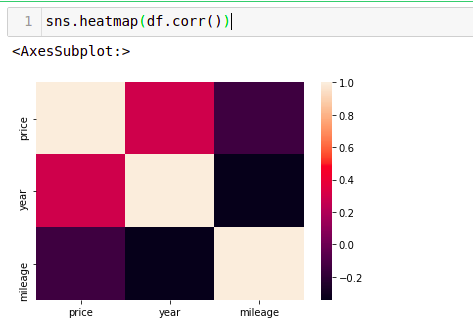 1 sns.heatmap(df.corr())
<AxesSubplot:>
price
year
mileage
price year mileage
1.0
0.8
0.6
0.4
0.2
0.0
−0.2